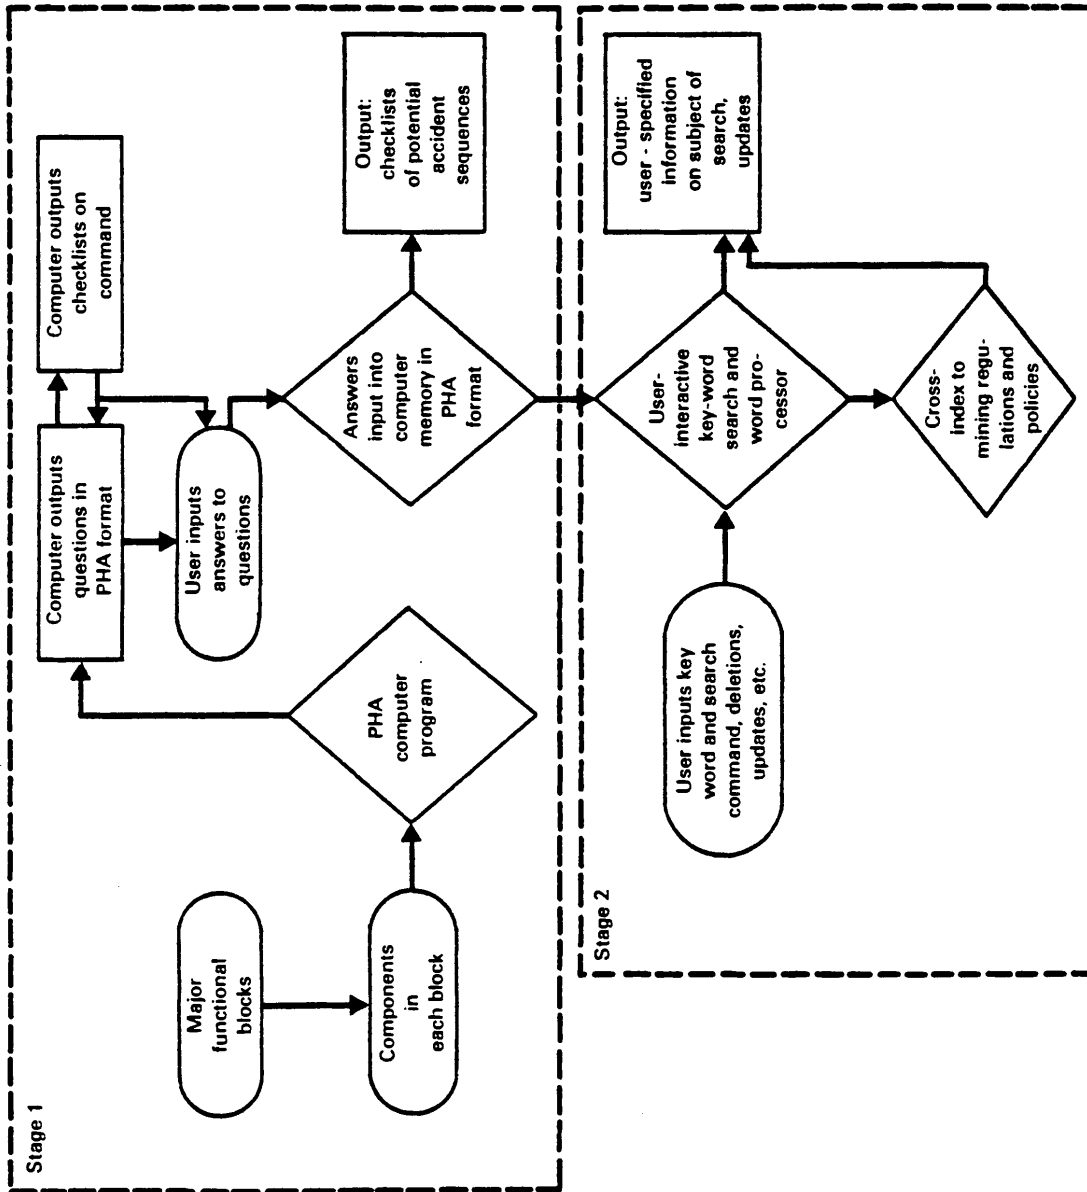 Stage 1
Major
functional
blocks
Components
in
each block
PHA
computer
program
Computer outputs
questions in
PHA format
Computer outputs
checklists on
command
User inputs
answers to
questions
Answers
input into
computer
memory in
PHA
format
Output:
checklists
of potential
accident
sequences
Stage 2
User inputs key
word and search
command, deletions,
updates, etc.
User-
interactive
key-word
search and
word pro-
cessor
Output:
user - specified
information
on subject of
search,
updates
Cross-
index to
mining regu-
lations and
policies